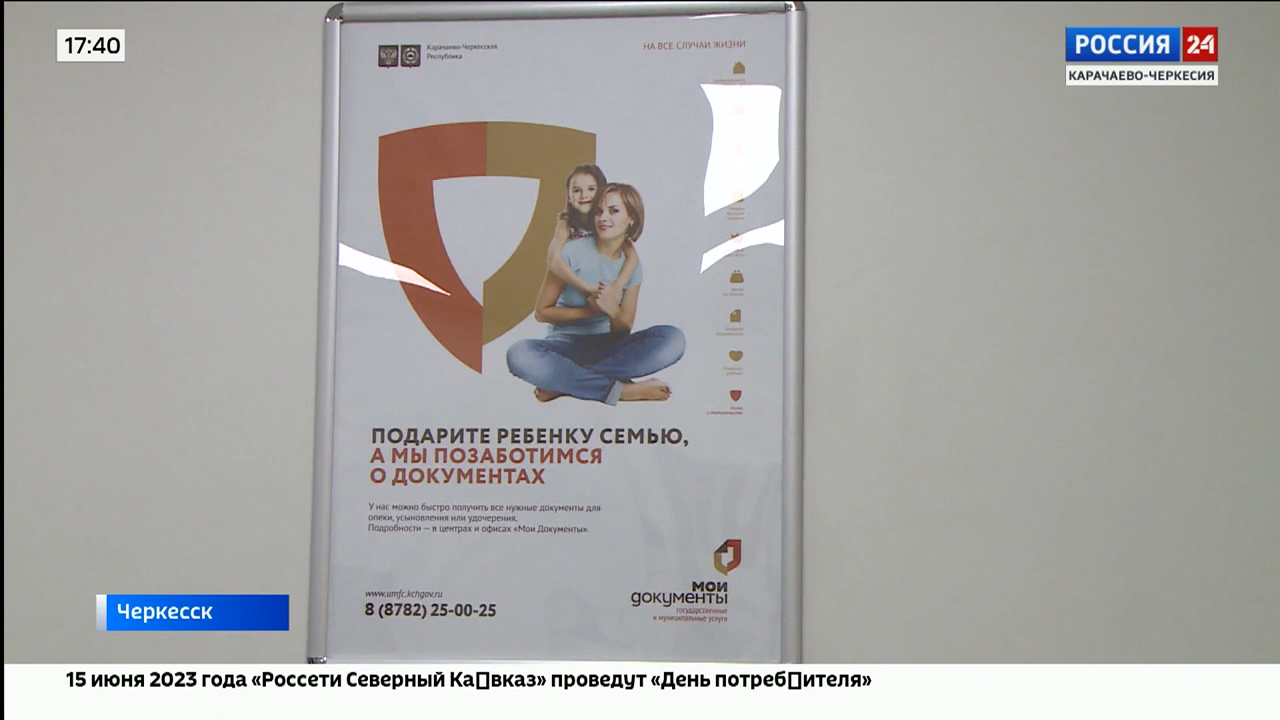 17:40
РОССИЯ 24
КАРАЧАЕВО-ЧЕРКЕСИЯ
Карачаево-Черкесская
Республика
НА ВСЕ СЛУЧАИ ЖИЗНИ
ПОДАРИТЕ РЕБЕНКУ СЕМЬЮ,
А МЫ ПОЗАБОТИМСЯ
О ДОКУМЕНТАХ
У нас можно быстро получить все нужные документы для
опеки, усыновления или удочерения.
Подробности — в центрах и офисах «Мои Документы».
www.umfc.kchgov.ru
8 (8782) 25-00-25
мои
документы
государственные
и муниципальные услуги
Черкесск
15 июня 2023 года «Россети Северный Ка▯вказ» проведут «День потреб▯ителя»